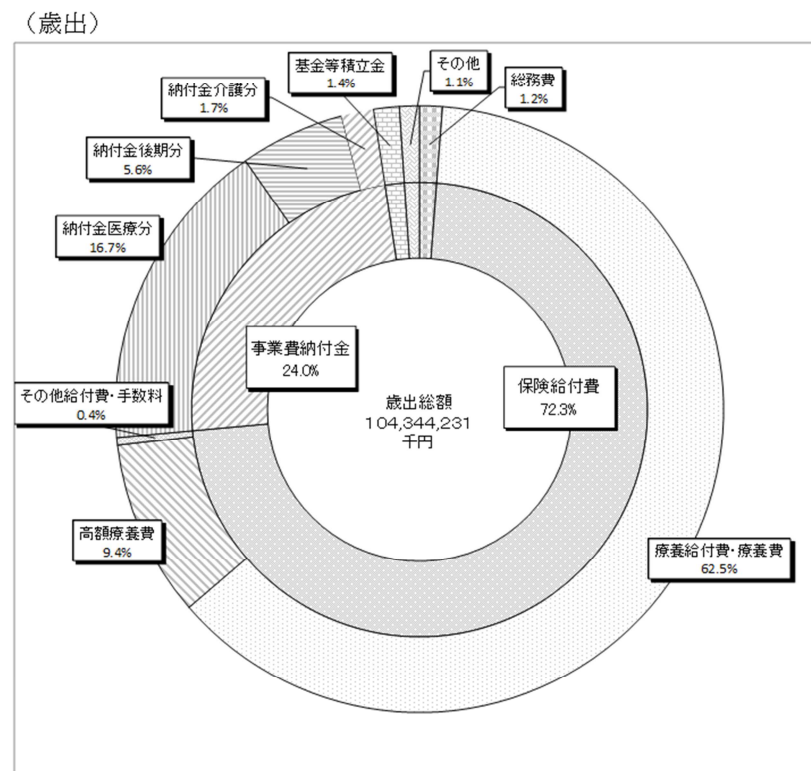 （歳出）
基金等積立金
1.4%
その他
1.1%
総務費
1.2%
納付金介護分
1.7%
納付金後期分
5.6%
納付金医療分
16.7%
事業費納付金
24.0%
保険給付費
72.3%
歳出総額
104,344,231
千円
その他給付費・手数料
0.4%
高額療養費
9.4%
療養給付費・療養費
62.5%